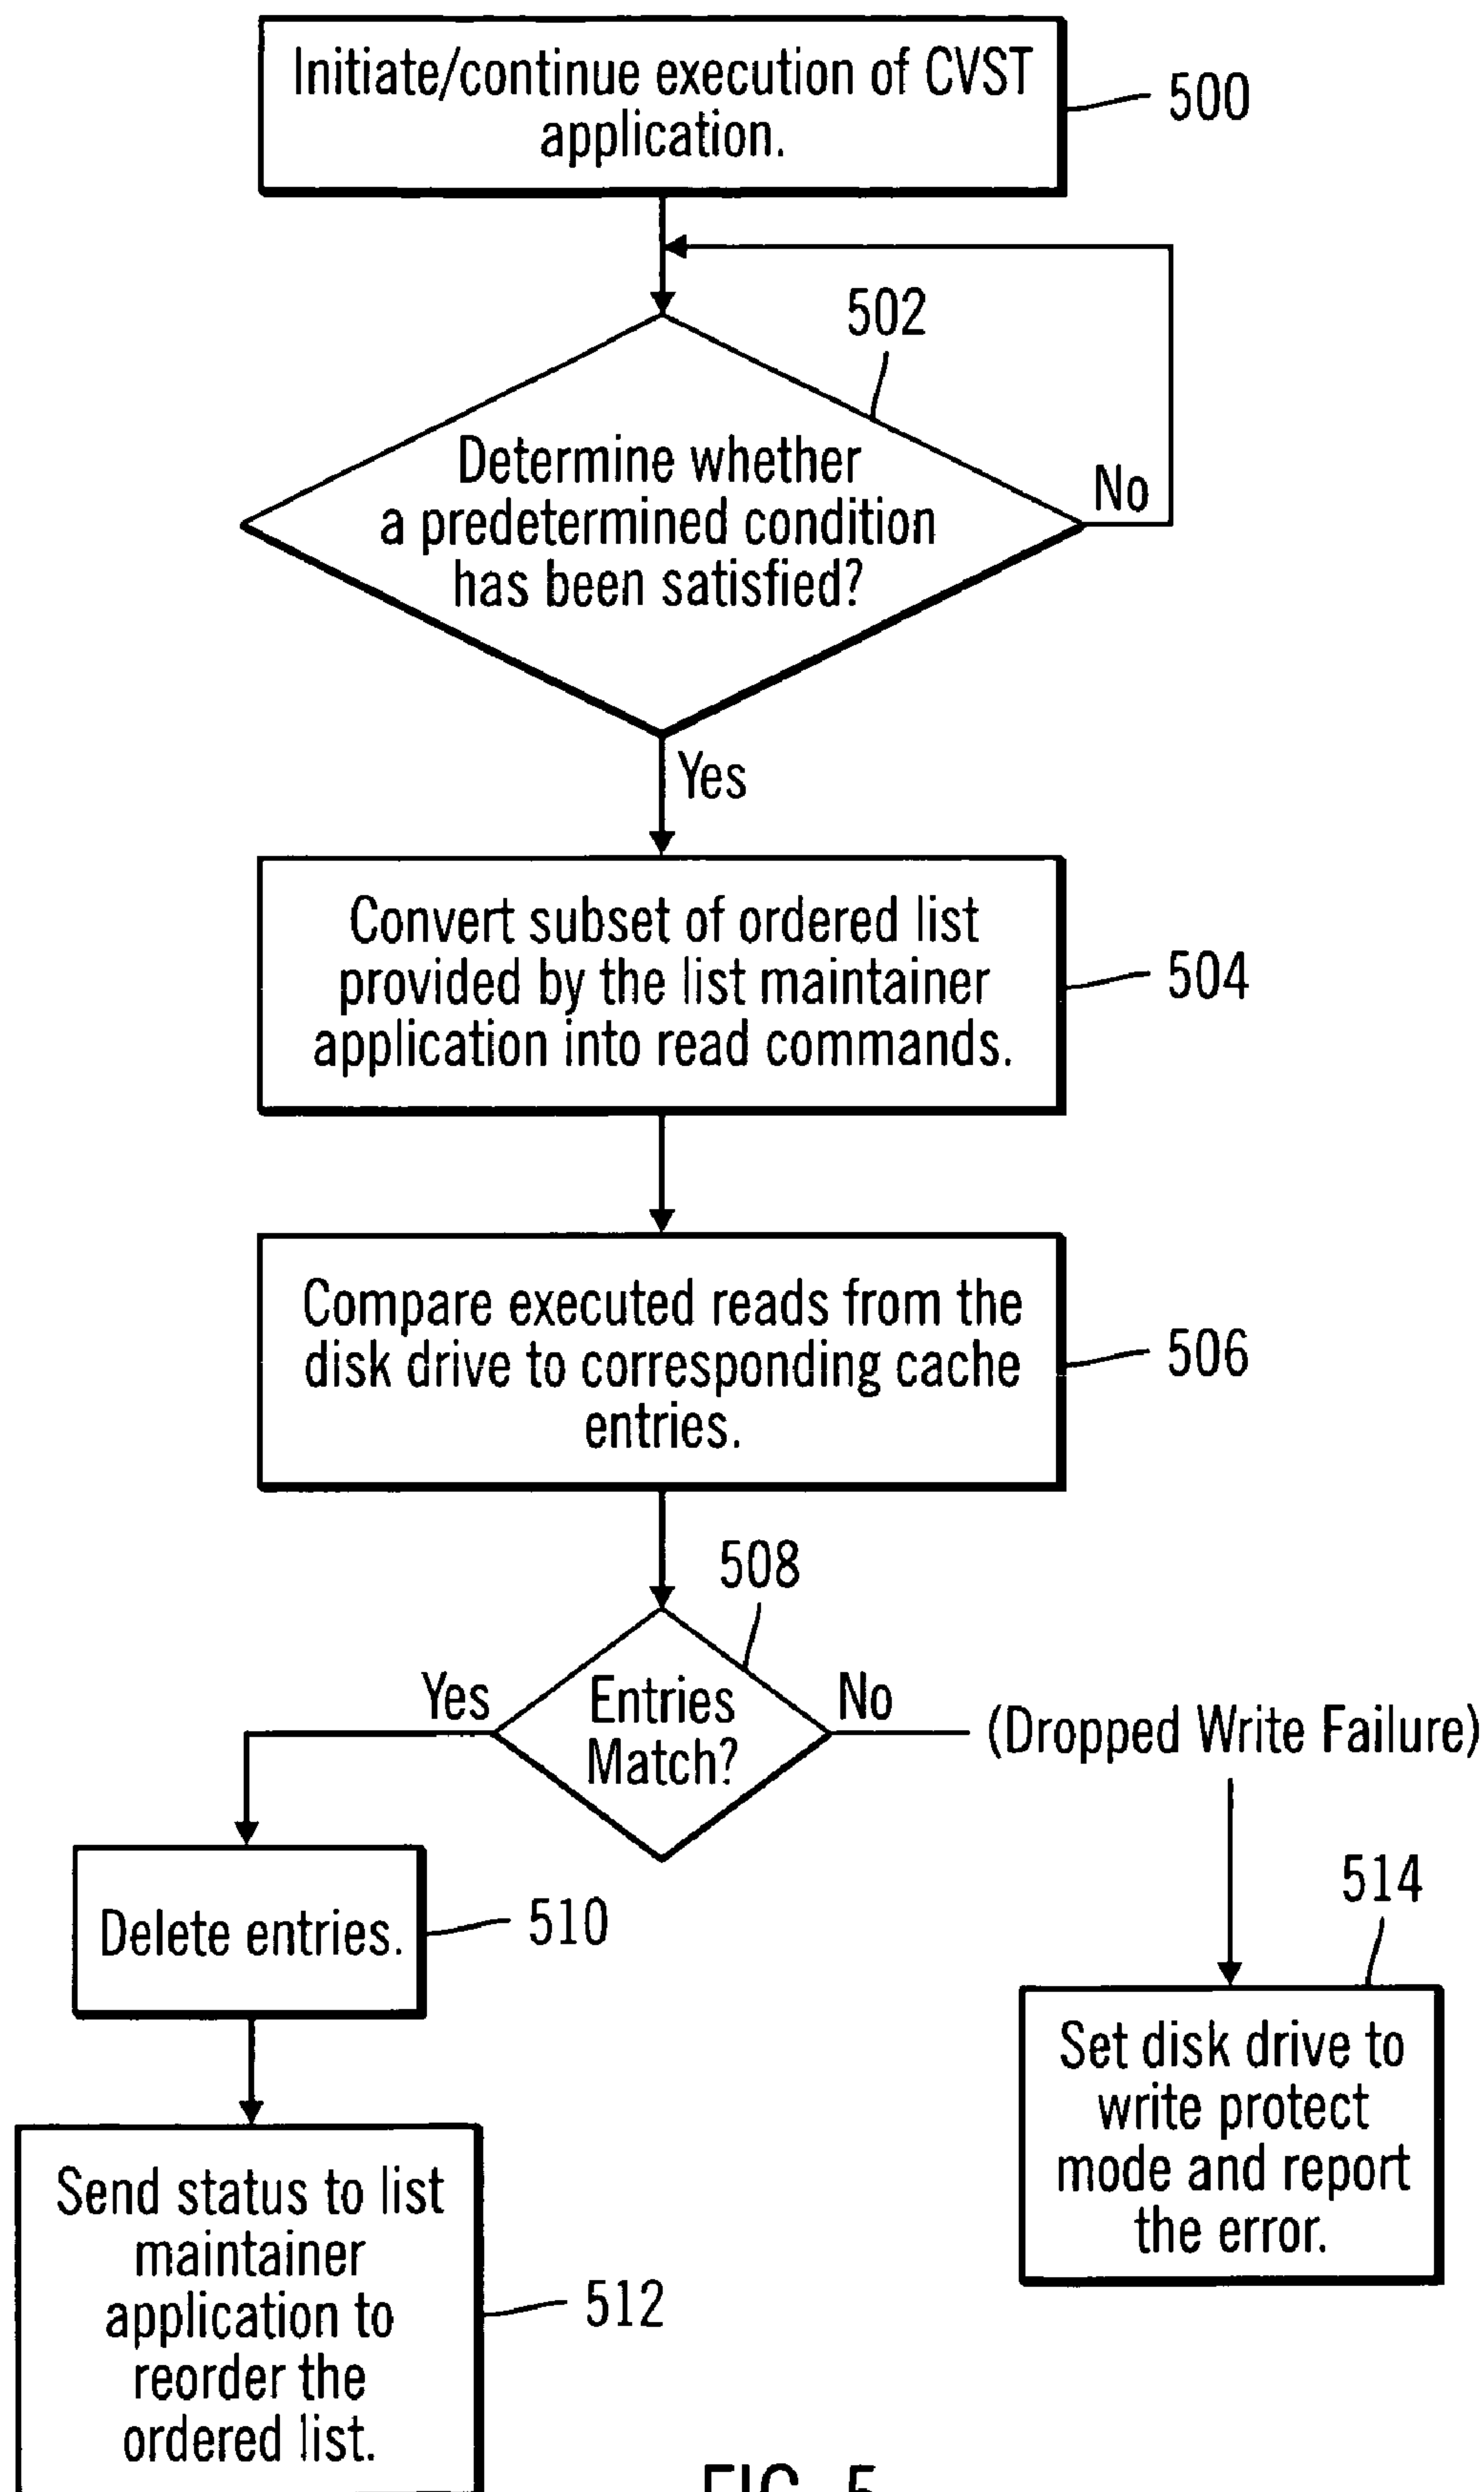 Initiate/continue execution of CVST
application.
500
502
Determine whether
a predetermined condition
has been satisfied?
No
Yes
Convert subset of ordered list
provided by the list maintainer
application into read commands.
504
Compare executed reads from the
disk drive to corresponding cache
entries.
506
508
Yes
Entries
Match?
No
(Dropped Write Failure)
Delete entries.
510
514
Set disk drive to
write protect
mode and report
the error.
Send status to list
maintainer
application to
reorder the
ordered list.
512
FIG. 5